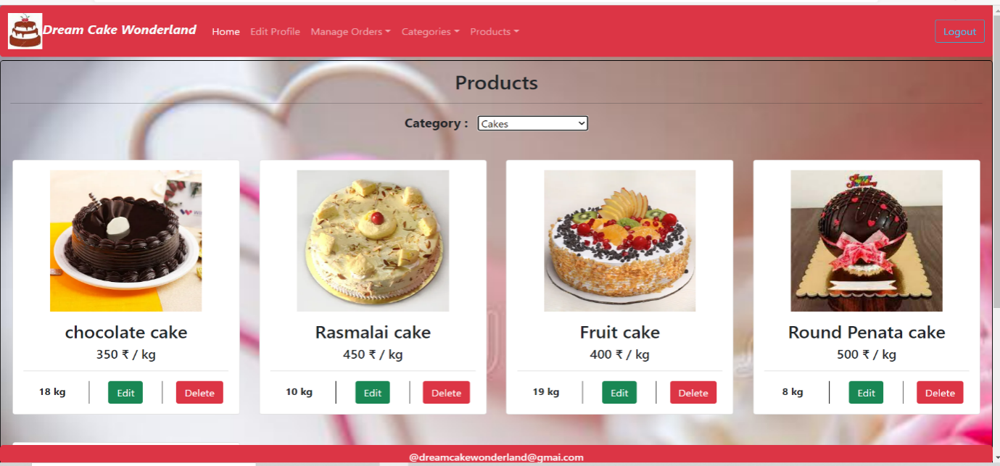 Dream Cake Wonderland Home Edit Profile Manage Orders Categories Products Logout
Products
Category : Cakes
Happy
Birthday
chocolate cake
350 ₹ / kg
18 kg Edit Delete
Rasmalai cake
450 ₹ / kg
10 kg Edit Delete
Fruit cake
400 ₹ / kg
19 kg Edit Delete
Round Penata cake
500 ₹ / kg
8 kg Edit Delete
@dreamcakewonderland@gmai.com